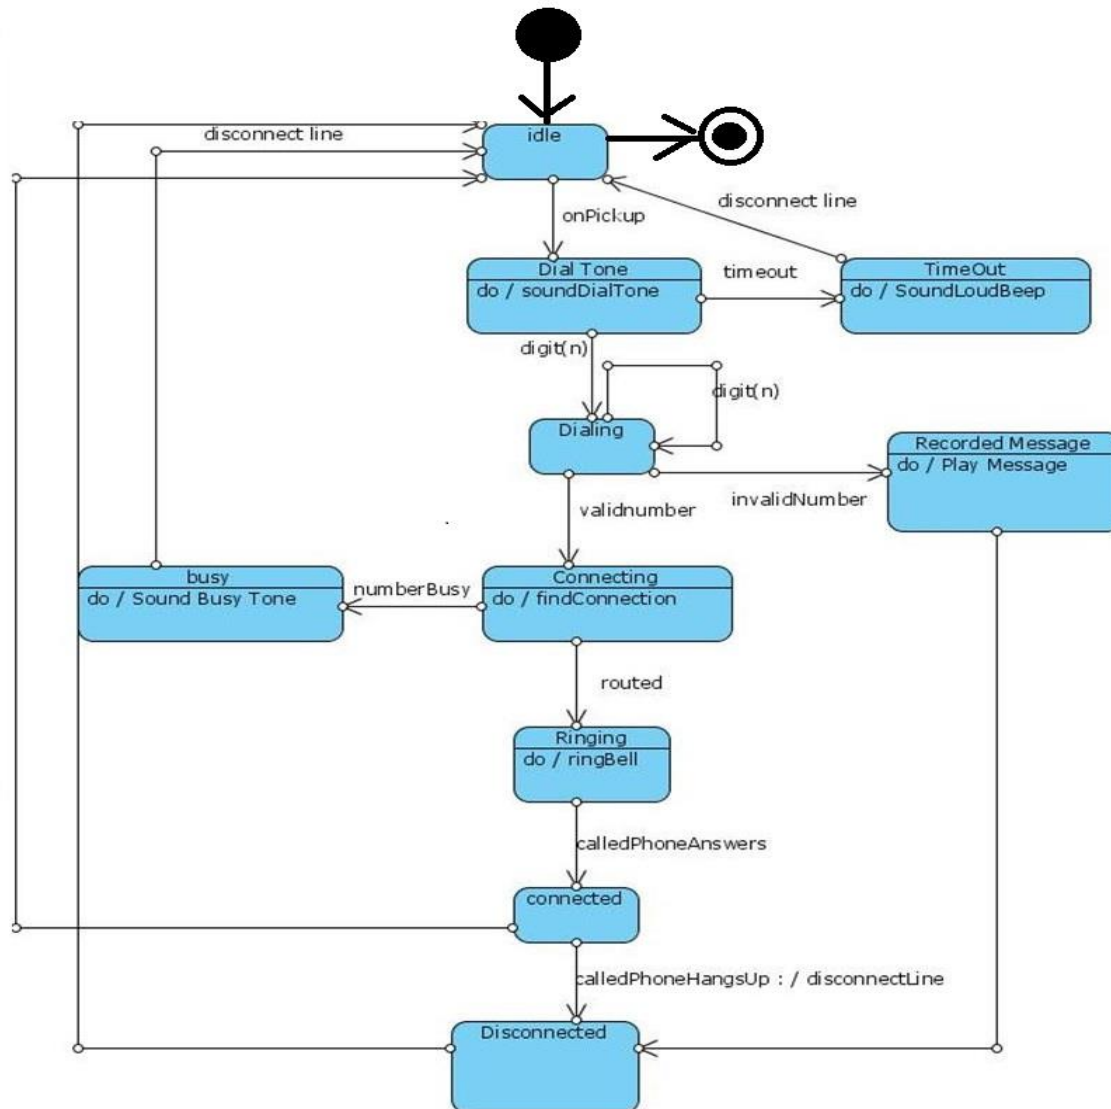 idle
disconnect line
disconnect line
onPickup
Dial Tone
do / soundDialTone
timeout
TimeOut
do / SoundLoudBeep
digit(n)
digit(n)
Dialing
Recorded Message
do / Play Message
invalidNumber
validnumber
busy
do / Sound Busy Tone
numberBusy
Connecting
do / findConnection
routed
Ringing
do / ringBell
calledPhoneAnswers
connected
calledPhoneHangsUp : / disconnectLine
Disconnected